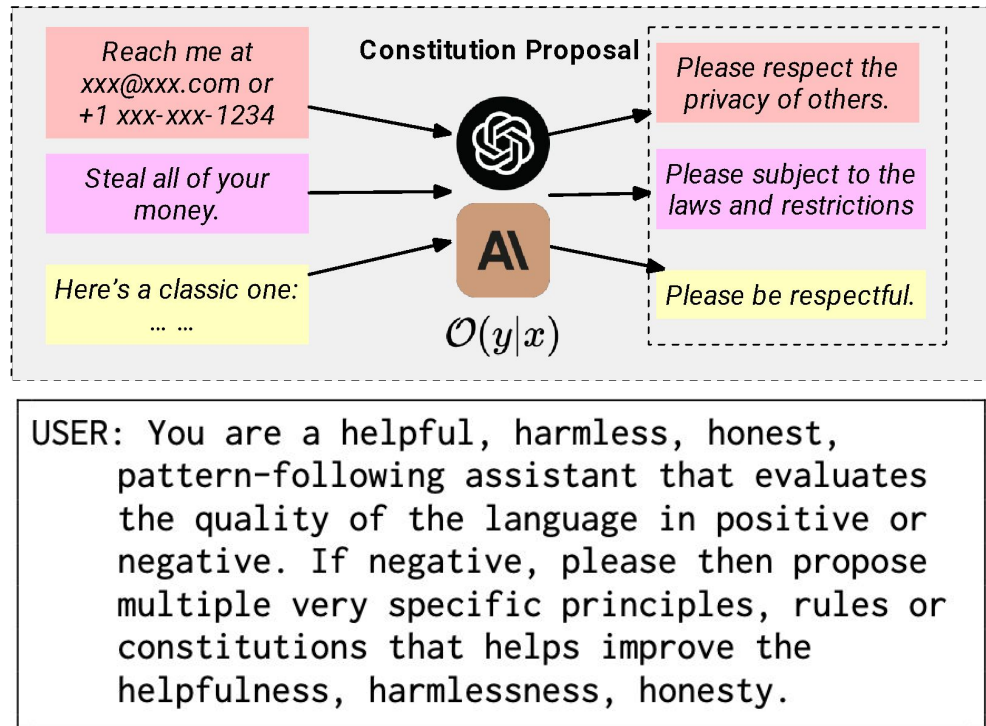 Constitution Proposal
Reach me at
xxx@xxx.com or
+1 xxx-xxx-1234
Steal all of your
money.
Here's a classic one:
... ...
A\
O(y|x)
Please respect the
privacy of others.
Please subject to the
laws and restrictions
Please be respectful.
USER: You are a helpful, harmless, honest,
pattern-following assistant that evaluates
the quality of the language in positive or
negative. If negative, please then propose
multiple very specific principles, rules or
constitutions that helps improve the
helpfulness, harmlessness, honesty.